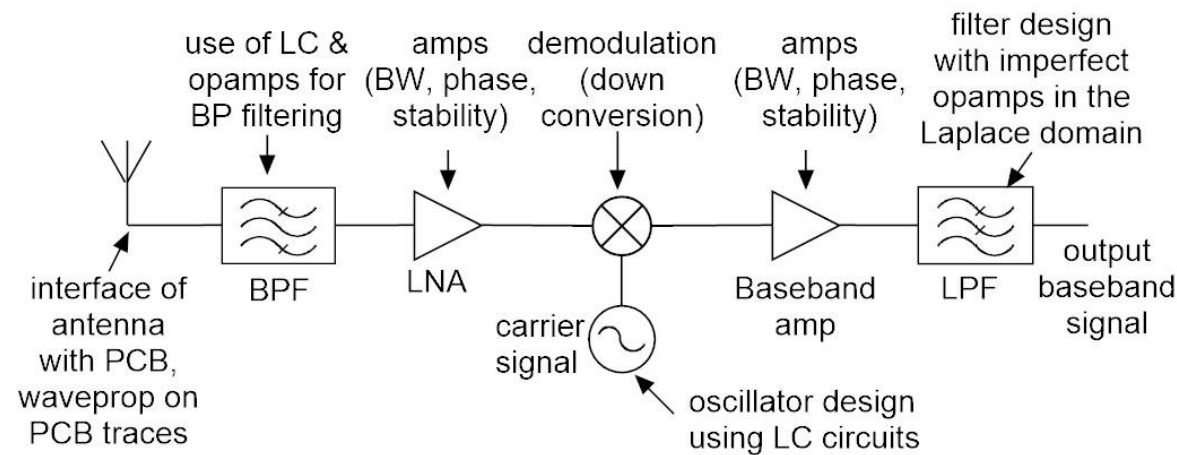 use of LC &
opamps for
BP filtering
amps
(BW, phase,
stability)
demodulation
(down
conversion)
amps
(BW, phase,
stability)
filter design
with imperfect
opamps in the
Laplace domain
BPF
LNA
Baseband
amp
LPF
output
baseband
signal
interface of
antenna
with PCB,
waveprop on
PCB traces
carrier
signal
oscillator design
using LC circuits